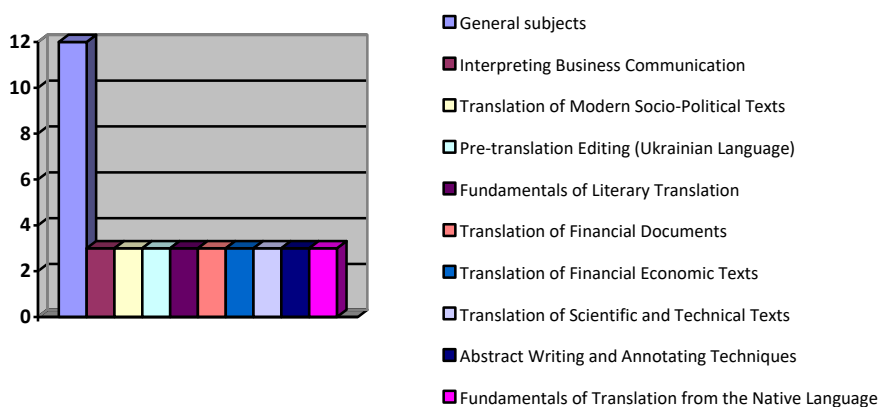 12
10
8
6
4
2
0
General subjects
Interpreting Business Communication
Translation of Modern Socio-Political Texts
Pre-translation Editing (Ukrainian Language)
Fundamentals of Literary Translation
Translation of Financial Documents
Translation of Financial Economic Texts
Translation of Scientific and Technical Texts
Abstract Writing and Annotating Techniques
Fundamentals of Translation from the Native Language